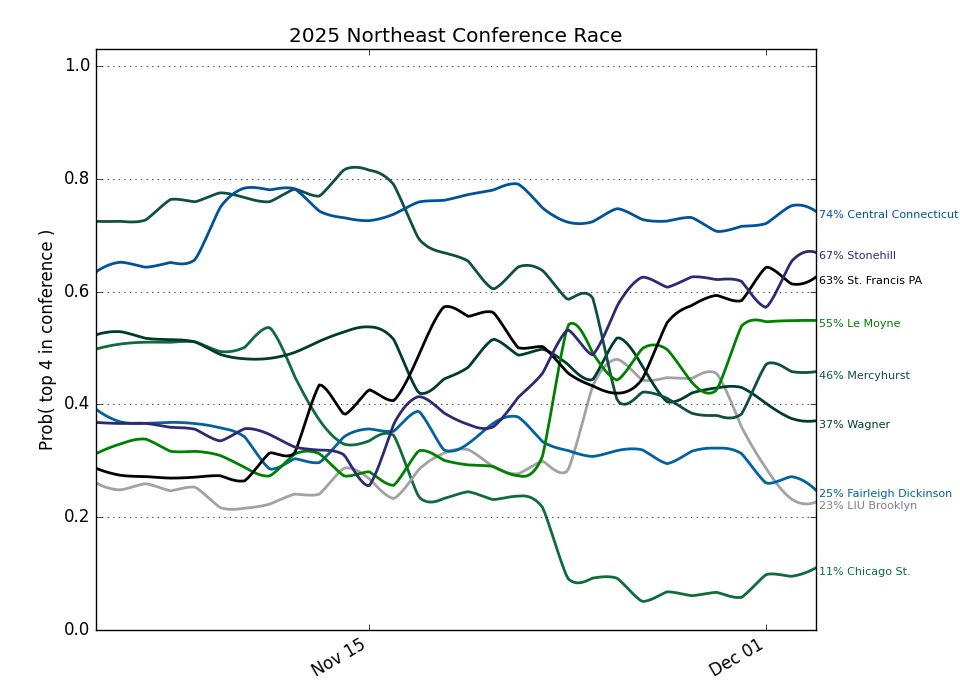 2025 Northeast Conference Race
Prob( top 4 in conference )
1.0
0.8
0.6
0.4
0.2
0.0
Nov 15
Dec 01
74% Central Connecticut
67% Stonehill
63% St. Francis PA
55% Le Moyne
46% Mercyhurst
37% Wagner
25% Fairleigh Dickinson
23% LIU Brooklyn
11% Chicago St.